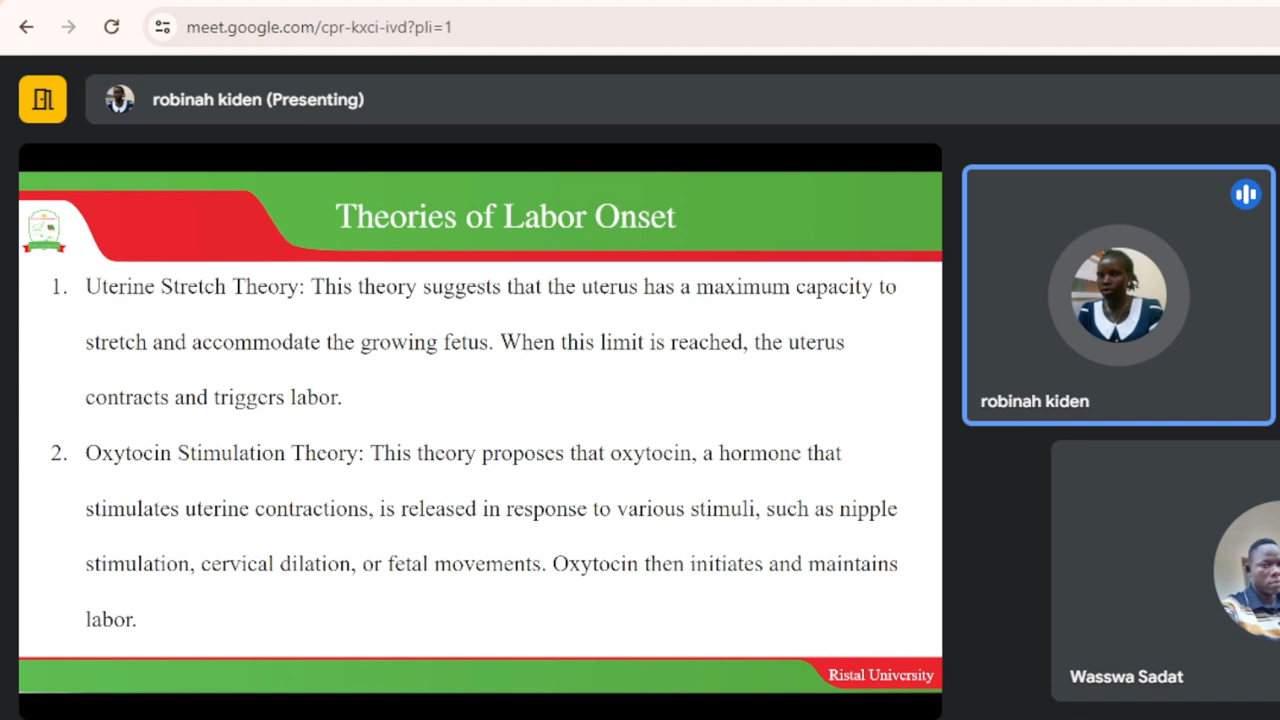 meet.google.com/cpr-kxci-ivd?pli=1
robinah kiden (Presenting)
Theories of Labor Onset
1. Uterine Stretch Theory: This theory suggests that the uterus has a maximum capacity to
stretch and accommodate the growing fetus. When this limit is reached, the uterus
contracts and triggers labor.
2. Oxytocin Stimulation Theory: This theory proposes that oxytocin, a hormone that
stimulates uterine contractions, is released in response to various stimuli, such as nipple
stimulation, cervical dilation, or fetal movements. Oxytocin then initiates and maintains
labor.
Ristal University
robinah kiden
Wasswa Sadat